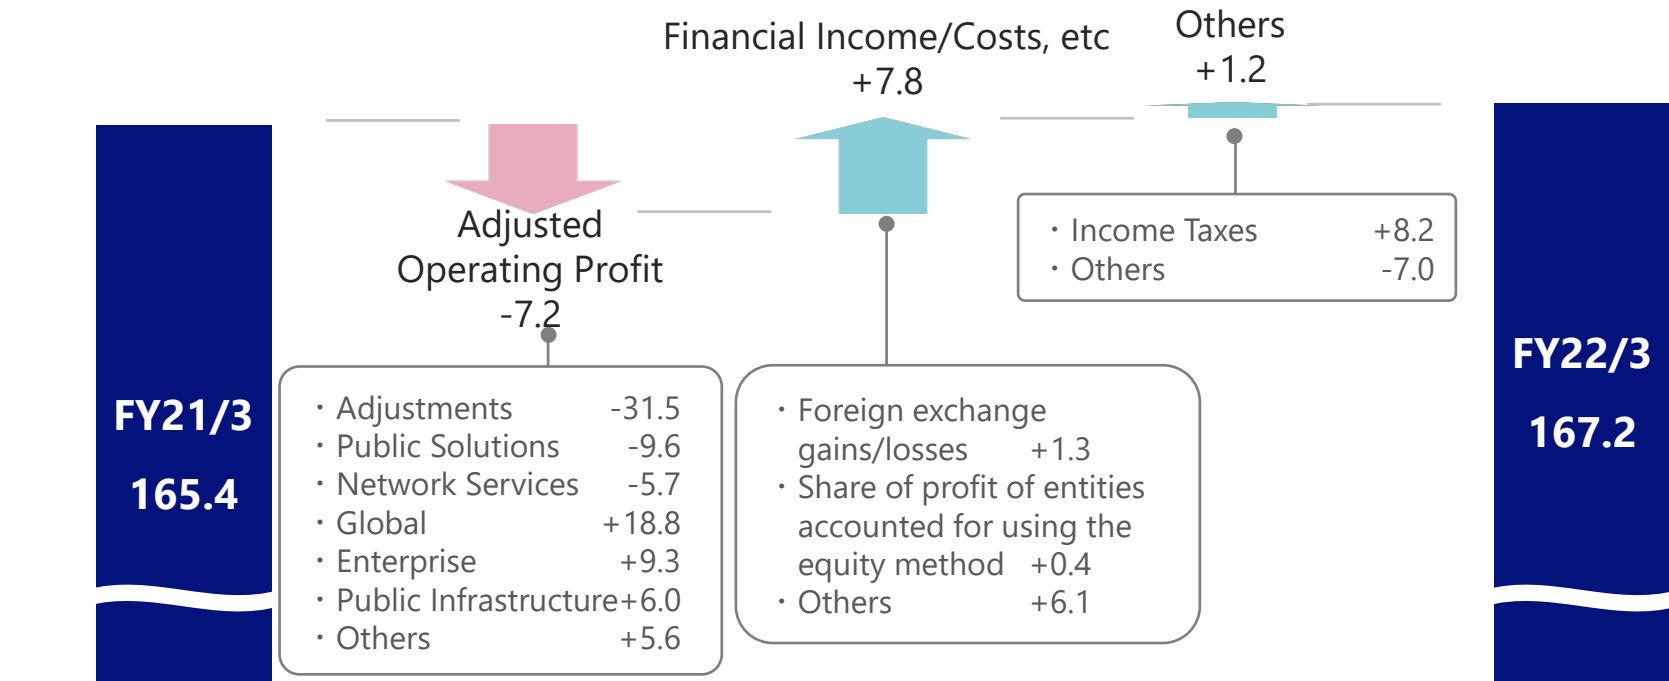 FY21/3
165.4
Adjusted
Operating Profit
-7.2
・Adjustments -31.5
・Public Solutions -9.6
・Network Services -5.7
・Global +18.8
・Enterprise +9.3
・Public Infrastructure+6.0
・Others +5.6
Financial Income/Costs, etc
+7.8
・Foreign exchange
gains/losses +1.3
・Share of profit of entities
accounted for using the
equity method +0.4
・Others +6.1
Others
+1.2
・Income Taxes +8.2
・Others -7.0
FY22/3
167.2